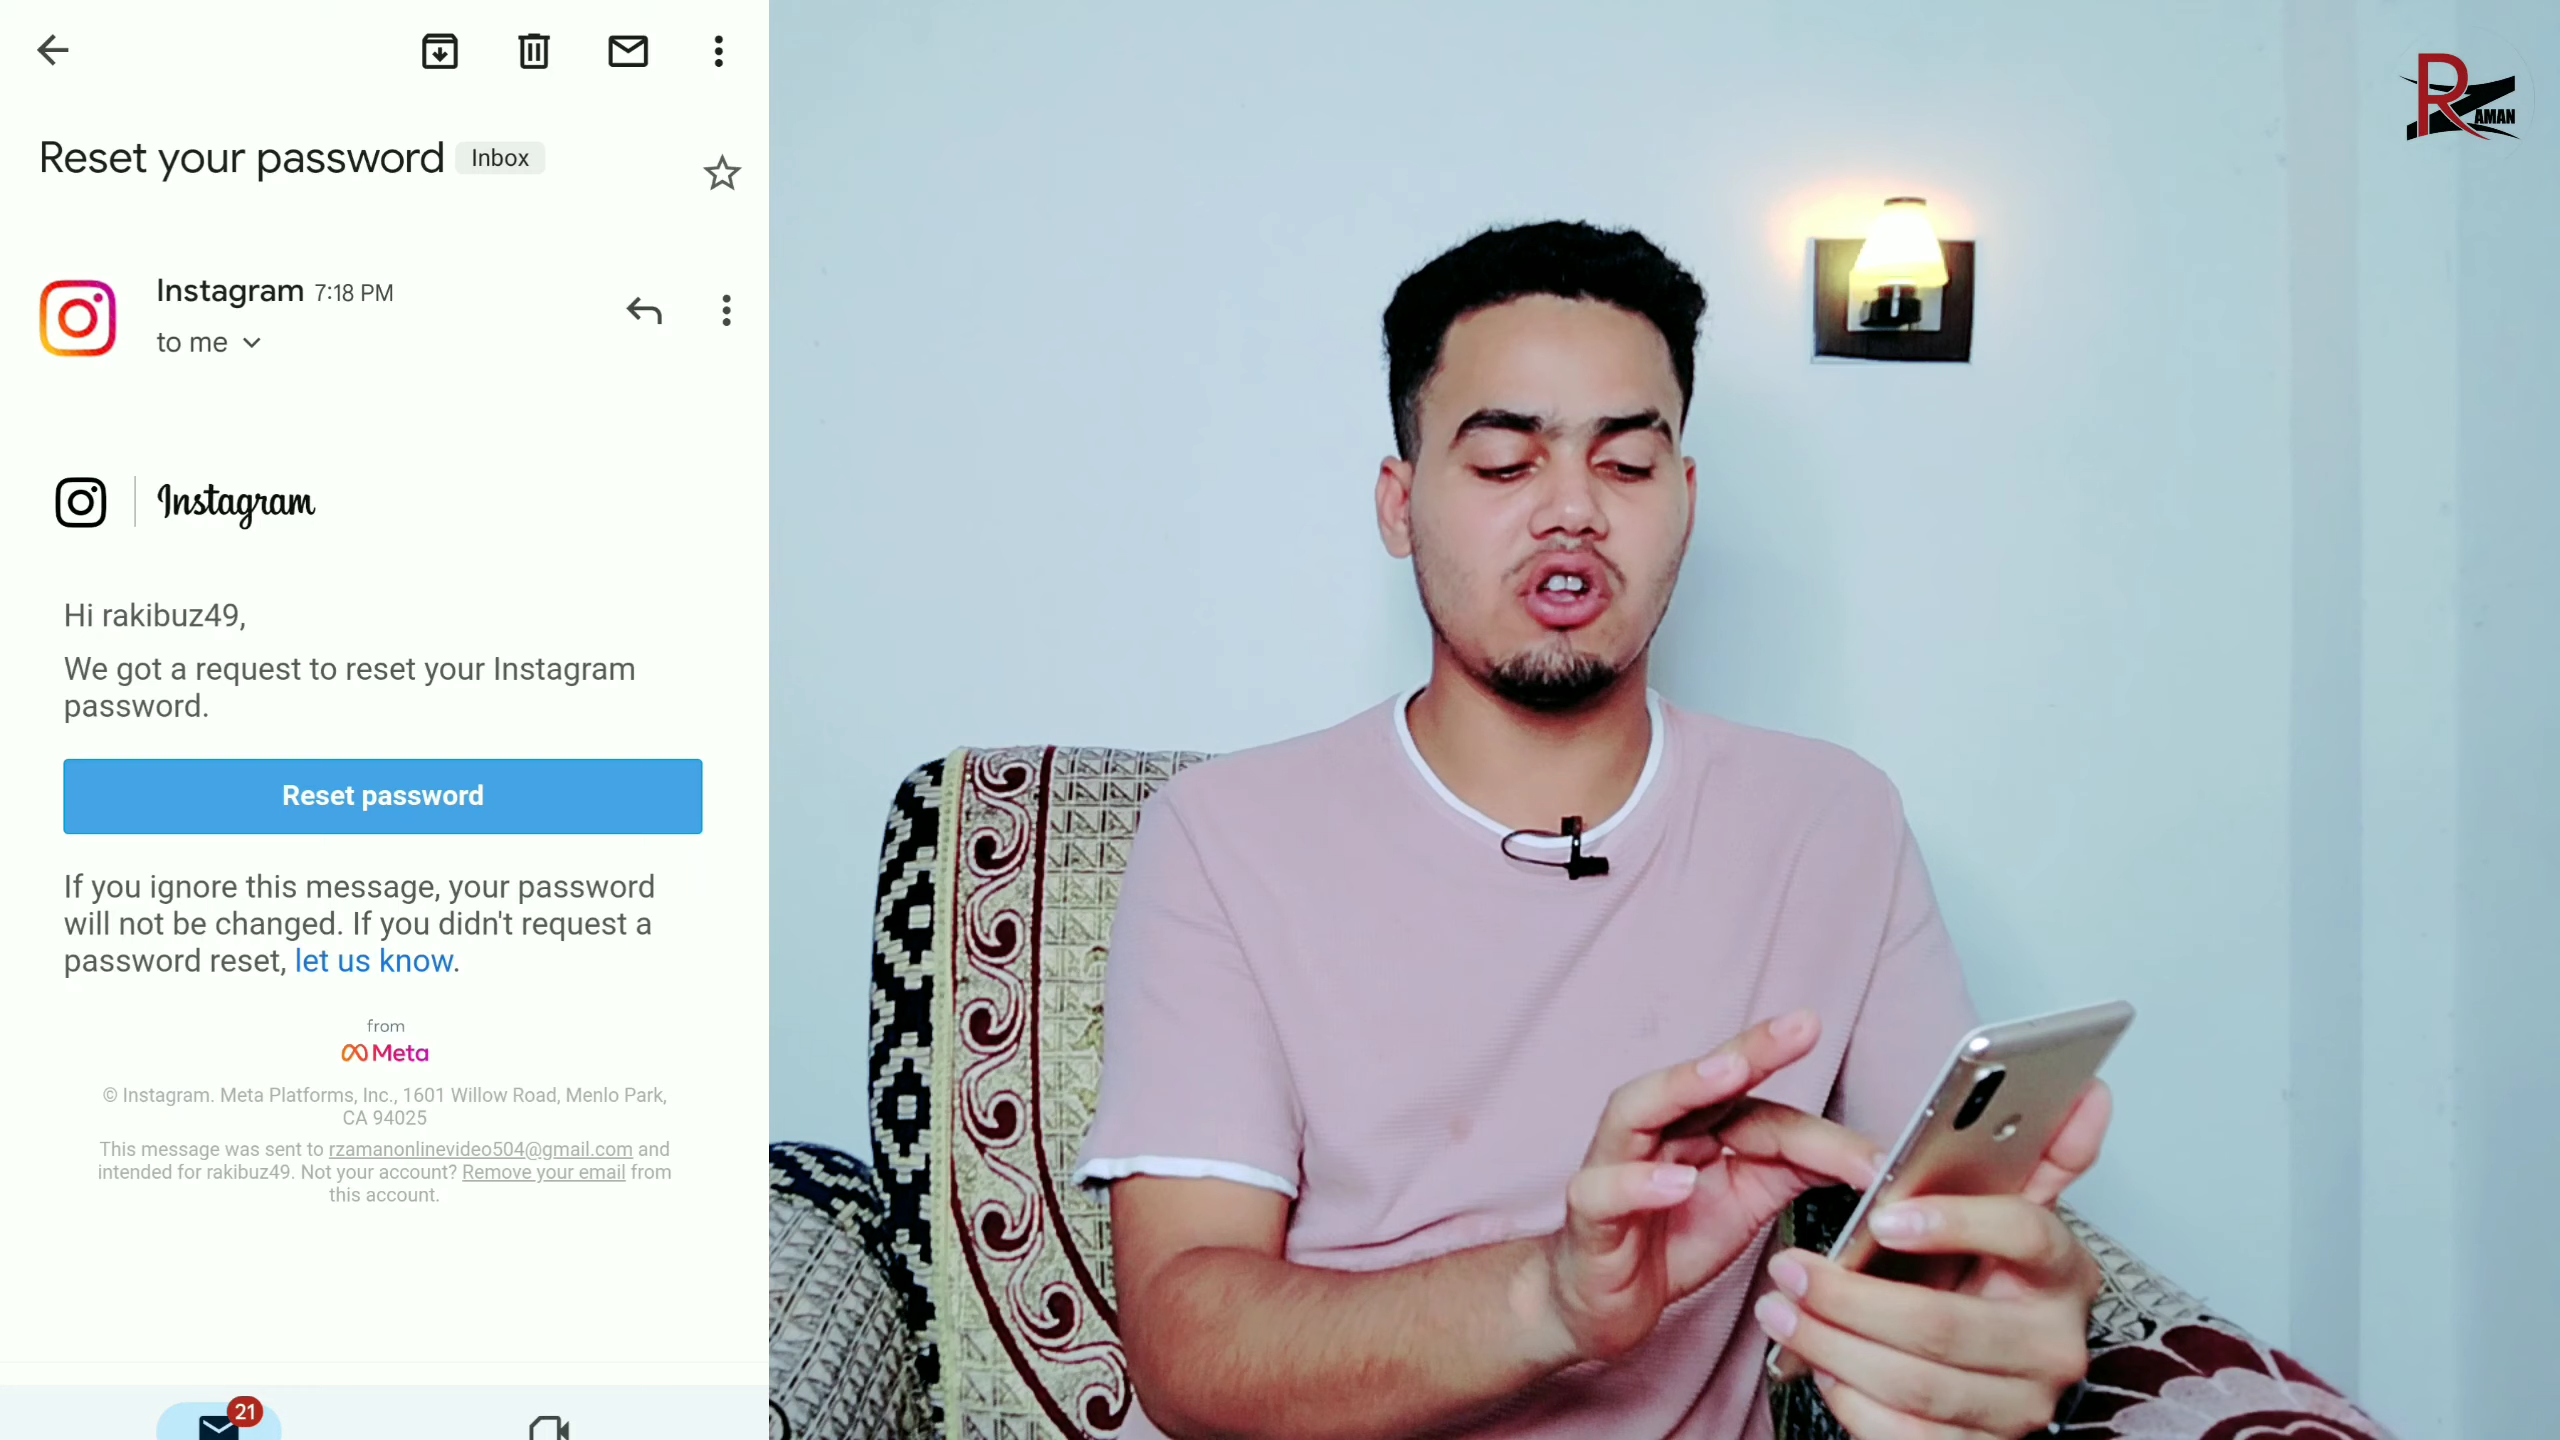 Reset your password Inbox
Instagram 7:18 PM
to me
Instagram
Hi rakibuz49,
We got a request to reset your Instagram
password.
Reset password
If you ignore this message, your password
will not be changed. If you didn't request a
password reset, let us know.
from
Meta
© Instagram. Meta Platforms, Inc., 1601 Willow Road, Menlo Park,
CA 94025
This message was sent to rzamanonlinevideo504@gmail.com and
intended for rakibuz49. Not your account? Remove your email from
this account.
21
RZAMAN